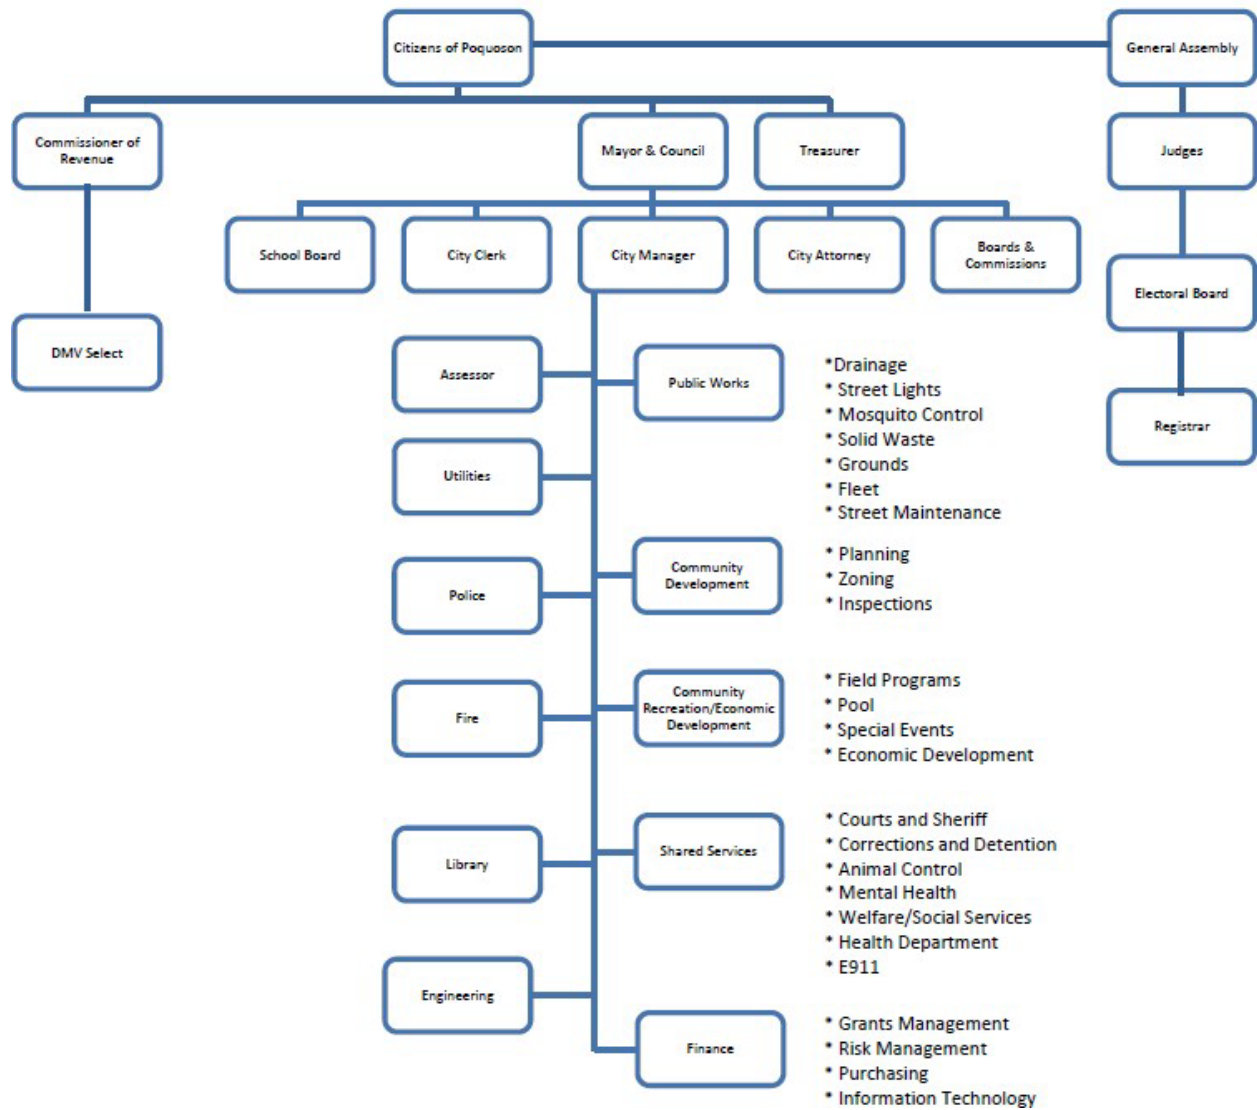 Citizens of Poquoson
General Assembly
Commissioner of
Revenue
Mayor & Council
Treasurer
Judges
School Board
City Clerk
City Manager
City Attorney
Boards &
Commissions
Electoral Board
DMV Select
Assessor
Public Works
*Drainage
* Street Lights
* Mosquito Control
* Solid Waste
* Grounds
* Fleet
* Street Maintenance
Registrar
Utilities
Police
Community
Development
* Planning
* Zoning
* Inspections
Fire
Community
Recreation/Economic
Development
* Field Programs
* Pool
* Special Events
* Economic Development
Library
Shared Services
* Courts and Sheriff
* Corrections and Detention
* Animal Control
* Mental Health
* Welfare/Social Services
* Health Department
* E911
Engineering
Finance
* Grants Management
* Risk Management
* Purchasing
* Information Technology